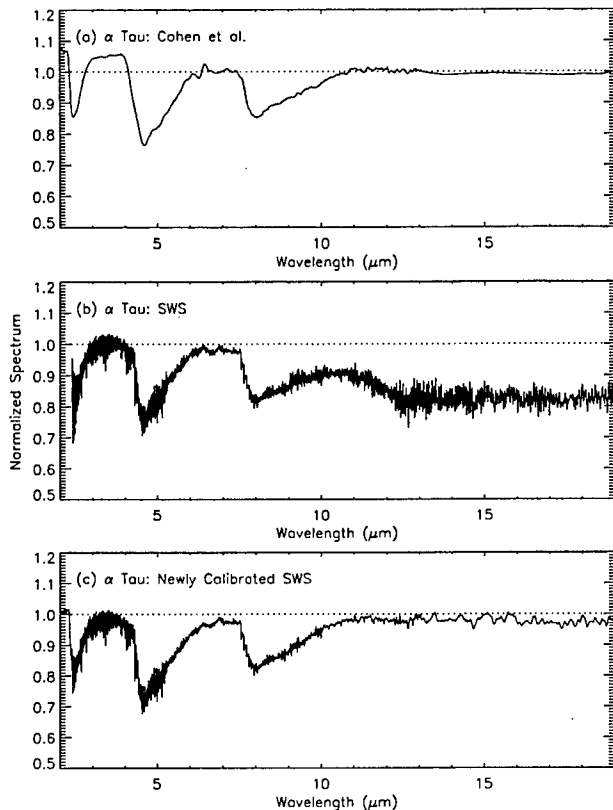 1.2
1.1
1.0
0.9
0.8
0.7
0.6
0.5
(a) α Tau: Cohen et al.
5 10 15
Wavelength (μm)
Normalized Spectrum
1.2
1.1
1.0
0.9
0.8
0.7
0.6
0.5
(b) α Tau: SWS
5 10 15
Wavelength (μm)
1.2
1.1
1.0
0.9
0.8
0.7
0.6
0.5
(c) α Tau: Newly Calibrated SWS
5 10 15
Wavelength (μm)